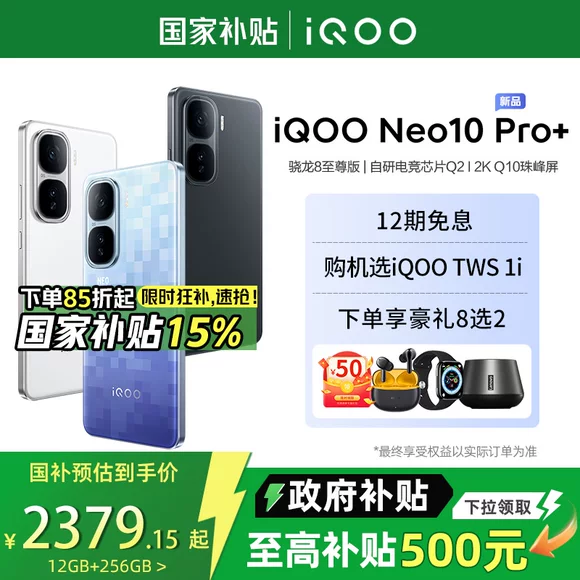 国家补贴 | iQOO
新品
iQOO Neo10 Pro+
骁龙8至尊版 | 自研电竞芯片Q2 | 2K Q10珠峰屏
12期免息
购机选iQOO TWS 1i
下单享豪礼8选2
¥50
*最终享受权益以实际订单为准
NEO
下单85折起 限时狂补,速抢!
国家补贴15%
iQOO
国补预估到手价
¥2379.15 起
12GB+256GB >
政府补贴 下拉领取
至高补贴500元